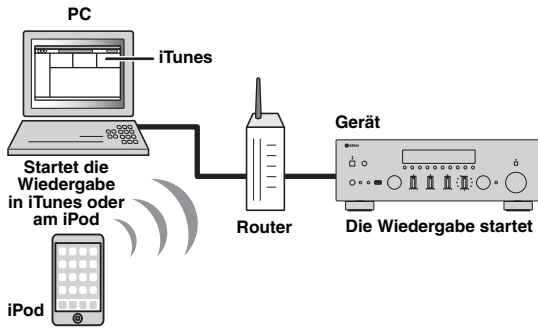 PC
iTunes
Startet die
Wiedergabe
in iTunes oder
am iPod
iPod
Router
Gerät
Die Wiedergabe startet